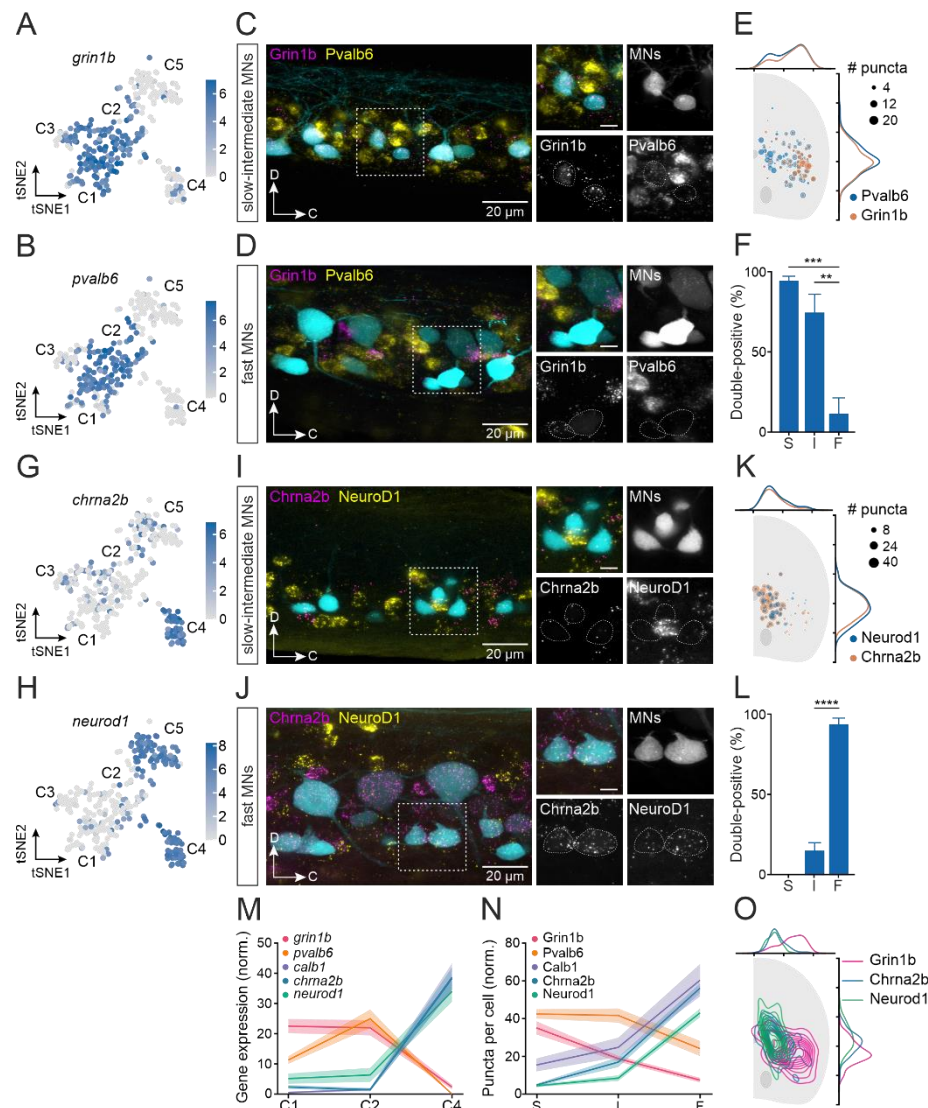 A
grin1b
C5
C2
C3
C1
C4
6
4
2
0
tSNE2
tSNE1
B
pvalb6
C5
C2
C3
C1
C4
6
4
2
0
tSNE2
tSNE1
C
slow-intermediate MNs
Grin1b Pvalb6
D
C
20 µm
MNs
Grin1b
Pvalb6
D
fast MNs
Grin1b Pvalb6
D
C
20 µm
MNs
Grin1b
Pvalb6
E
# puncta
4
12
20
Pvalb6
Grin1b
F
***
**
Double-positive (%)
100
50
0
S I F
G
chrna2b
C5
C2
C3
C1
C4
6
4
2
0
tSNE2
tSNE1
H
neurod1
C5
C2
C3
C1
C4
8
6
4
2
0
tSNE2
tSNE1
I
slow-intermediate MNs
Chrna2b NeuroD1
D
C
20 µm
MNs
Chrna2b
NeuroD1
J
fast MNs
Chrna2b NeuroD1
D
C
20 µm
MNs
Chrna2b
NeuroD1
K
# puncta
8
24
40
Neurod1
Chrna2b
L
****
Double-positive (%)
100
50
0
S I F
M
grin1b
pvalb6
calb1
chrna2b
neurod1
Gene expression (norm.)
50
40
30
20
10
0
C1 C2 C4
N
Grin1b
Pvalb6
Calb1
Chrna2b
Neurod1
Puncta per cell (norm.)
80
60
40
20
0
S I F
O
Grin1b
Chrna2b
Neurod1